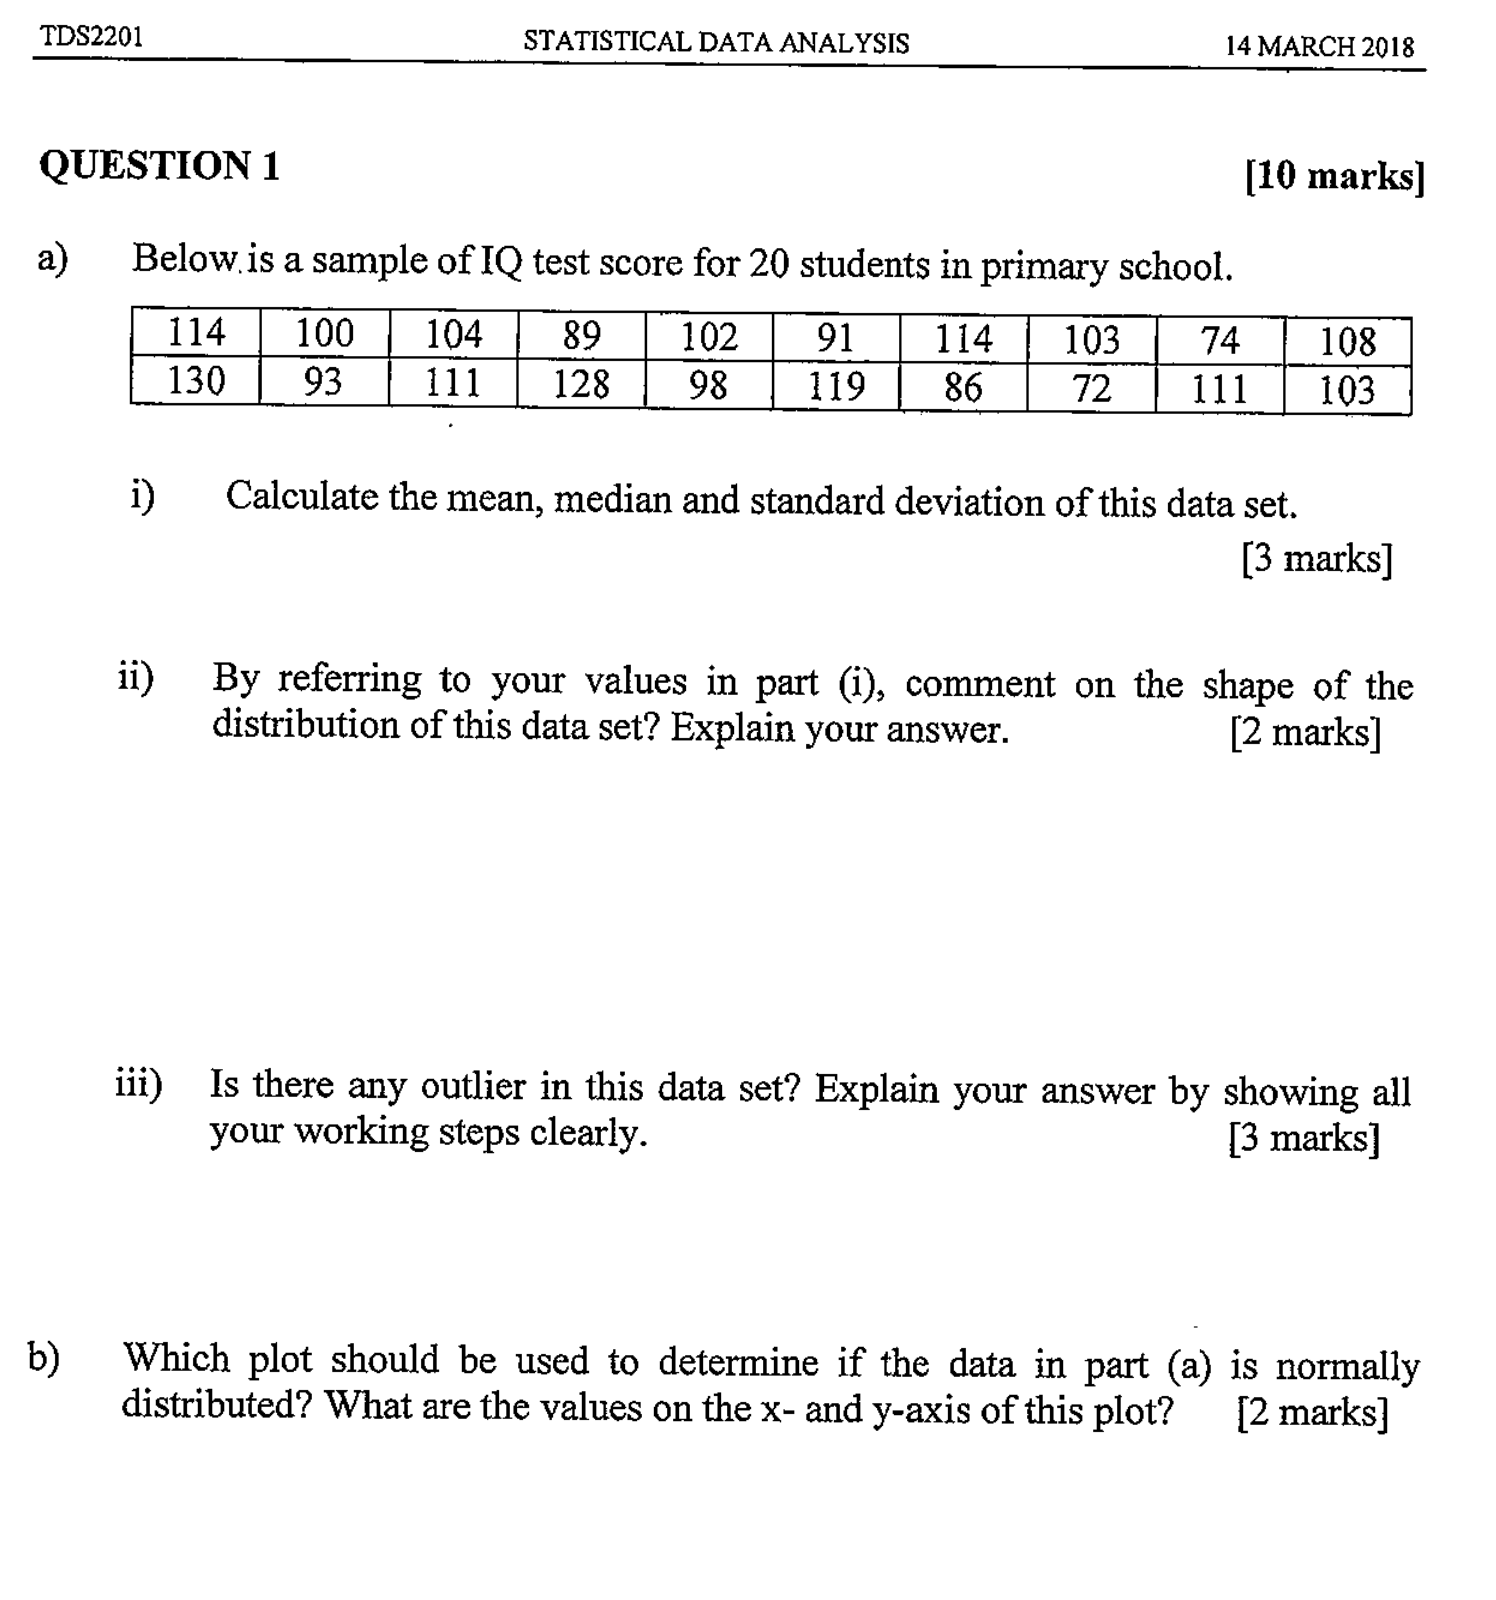 TDS2201 STATISTICAL DATA ANALYSIS 14 MARCH 2018
QUESTION 1 [10 marks]
a) Below is a sample of IQ test score for 20 students in primary school.
114 100 104 89 102 91 114 103 74 108
130 93 111 128 98 119 86 72 111 103
i) Calculate the mean, median and standard deviation of this data set.
[3 marks]
ii) By referring to your values in part (i), comment on the shape of the
distribution of this data set? Explain your answer. [2 marks]
iii) Is there any outlier in this data set? Explain your answer by showing all
your working steps clearly. [3 marks]
b) Which plot should be used to determine if the data in part (a) is normally
distributed? What are the values on the x- and y-axis of this plot? [2 marks]